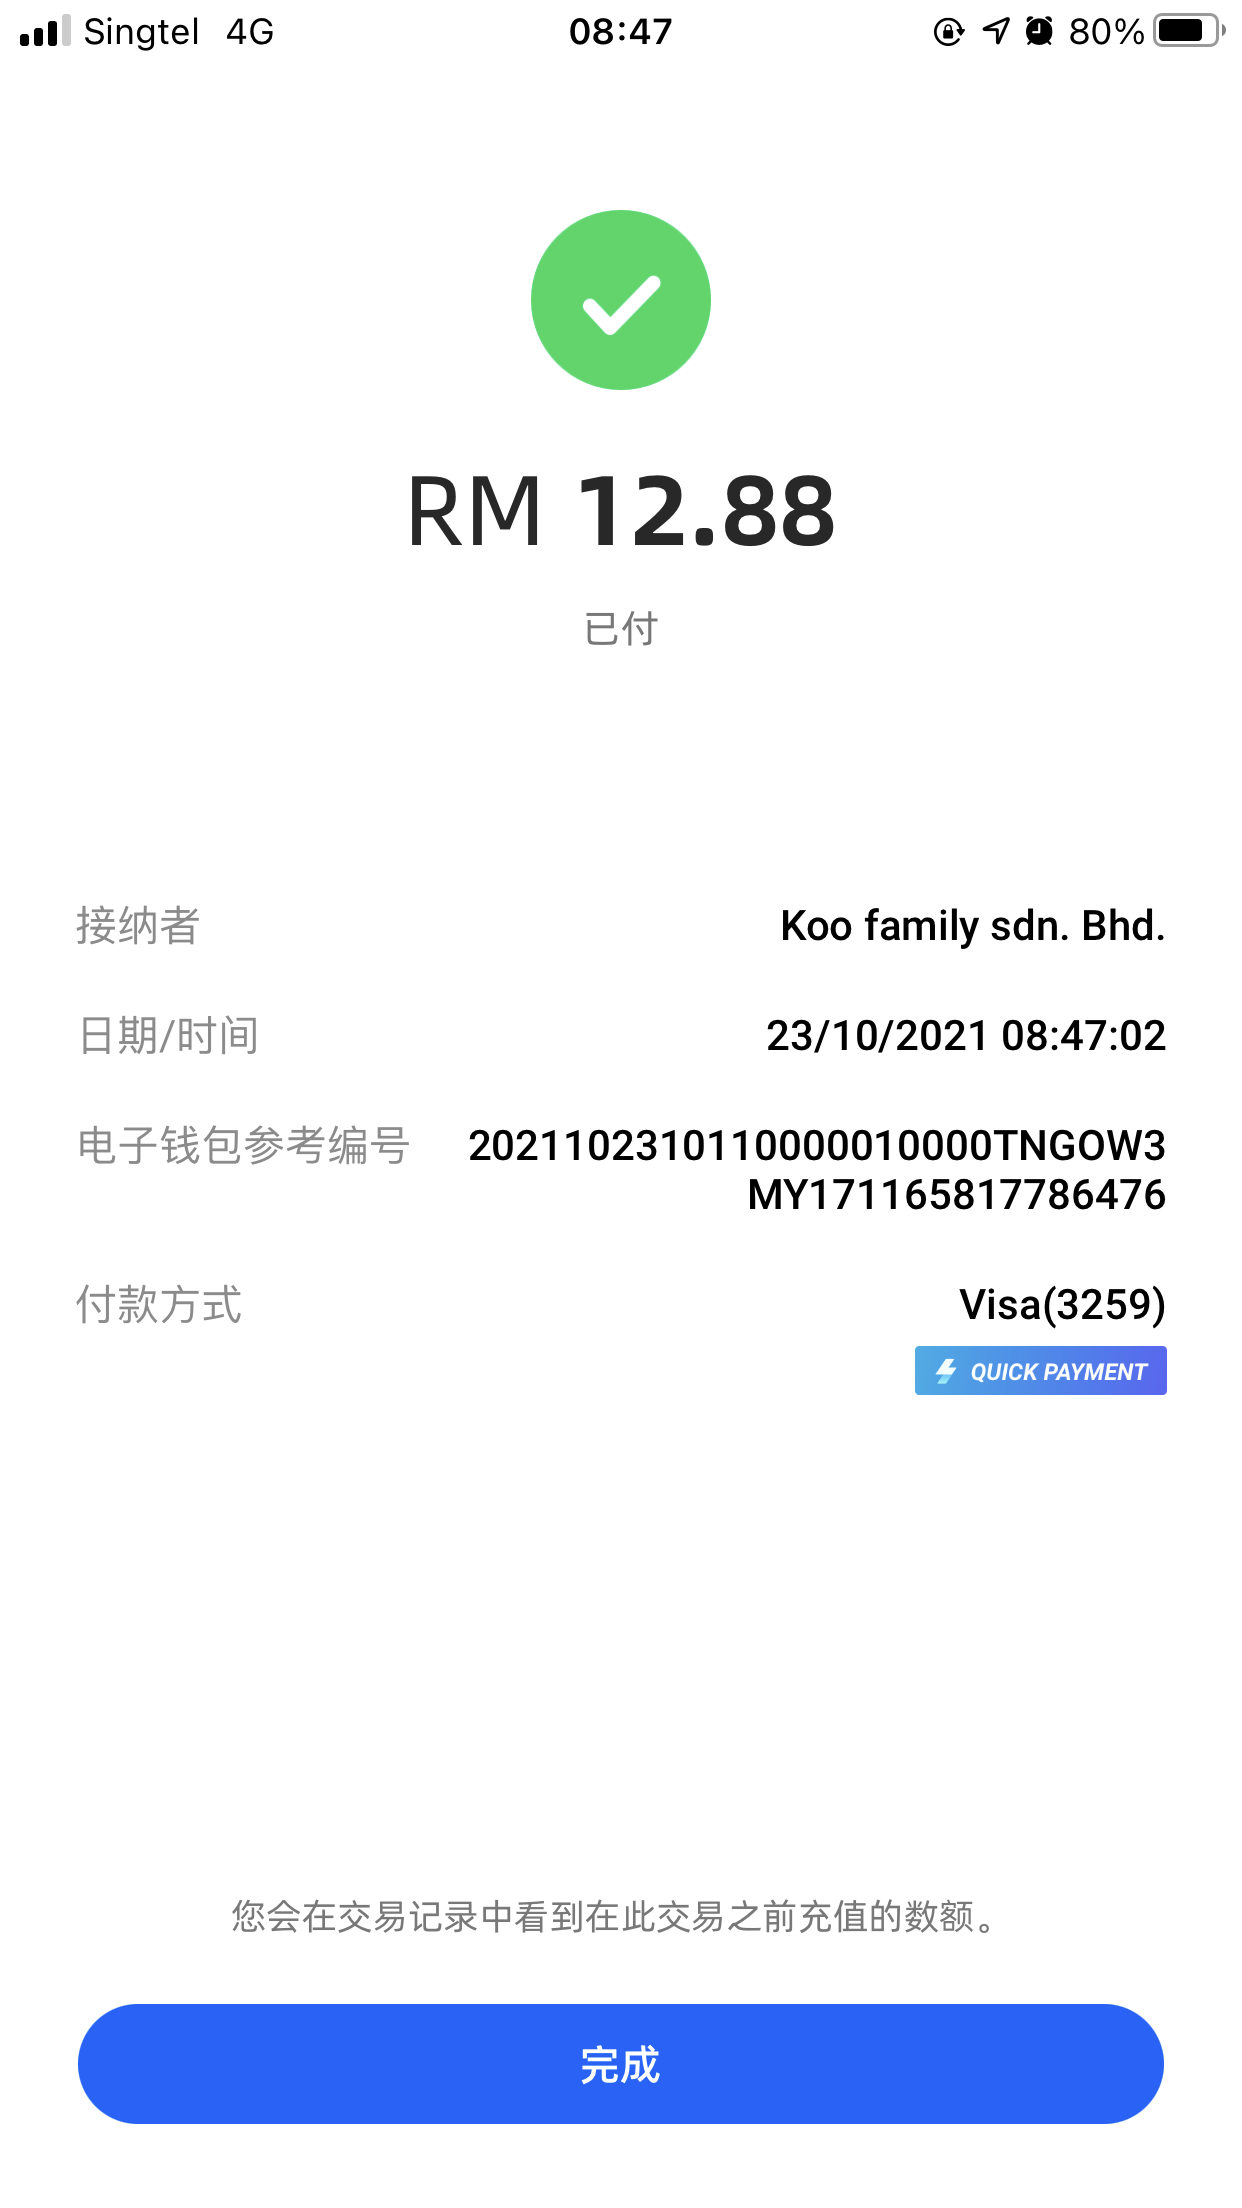 Singtel 4G 08:47 80%
RM 12.88
已付
接纳者 Koo family sdn. Bhd.
日期/时间 23/10/2021 08:47:02
电子钱包参考编号 20211023101110000010000TNGOW3
MY171165817786476
付款方式 Visa(3259)
QUICK PAYMENT
您会在交易记录中看到在此交易之前充值的数额。
完成